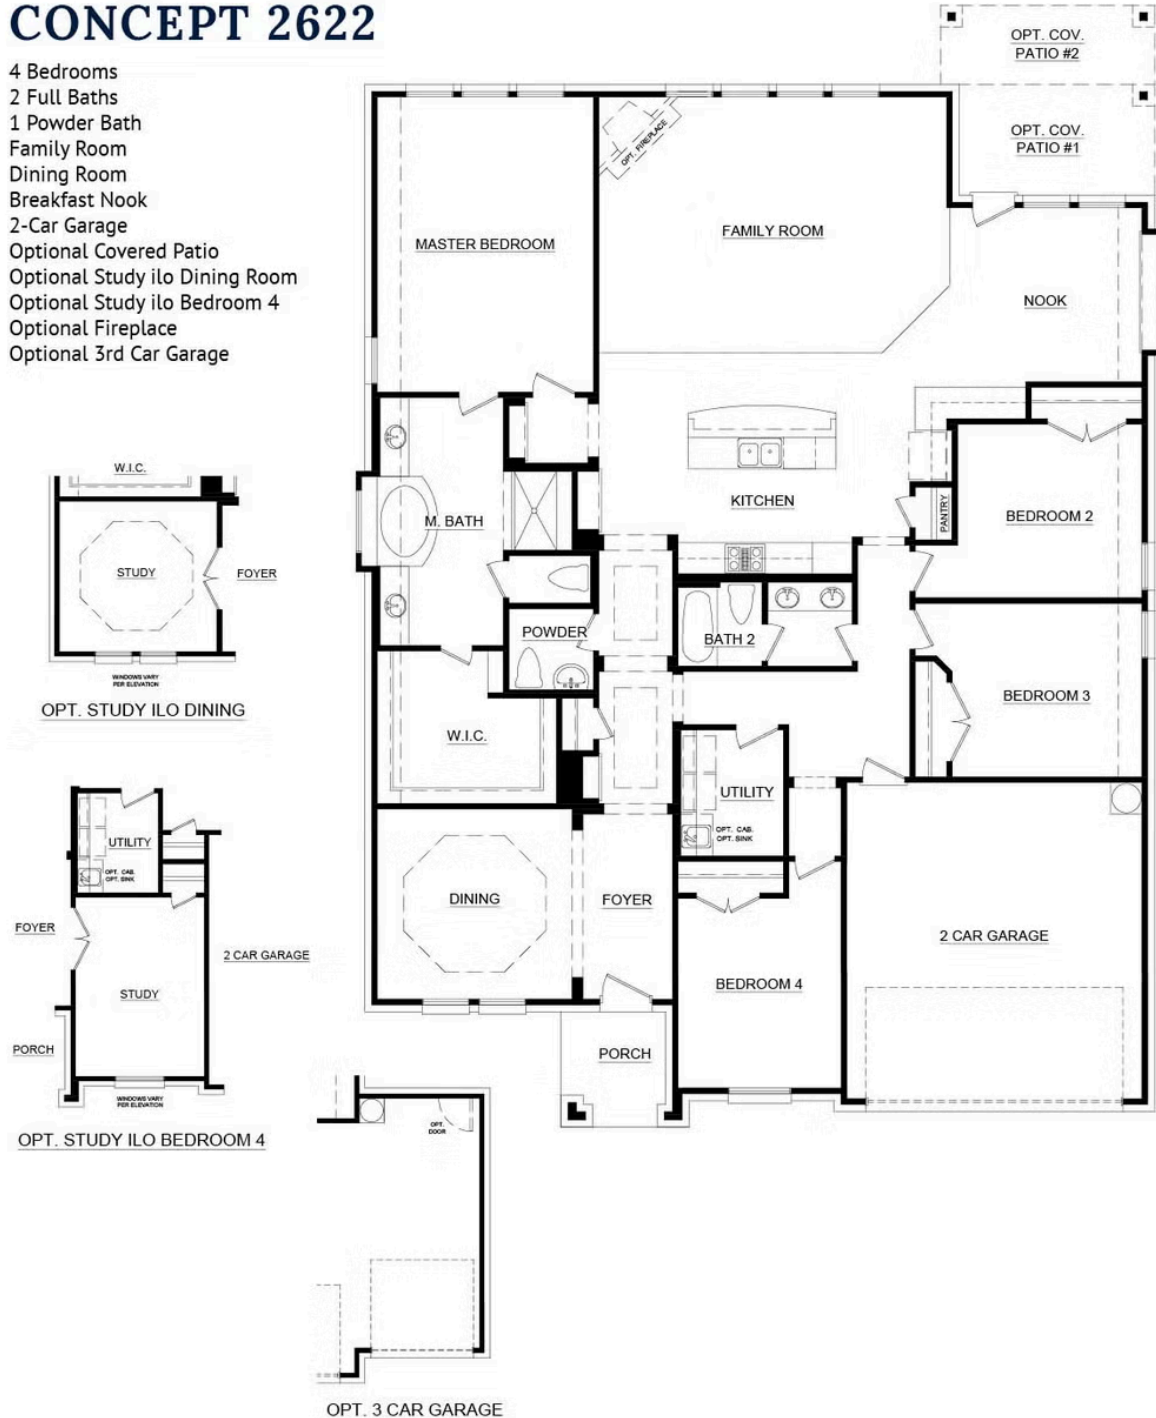 CONCEPT 2622
4 Bedrooms
2 Full Baths
1 Powder Bath
Family Room
Dining Room
Breakfast Nook
2-Car Garage
Optional Covered Patio
Optional Study ilo Dining Room
Optional Study ilo Bedroom 4
Optional Fireplace
Optional 3rd Car Garage
OPT. COV.
PATIO #2
OPT. COV.
PATIO #1
OPT. FIREPLACE
MASTER BEDROOM
FAMILY ROOM
NOOK
KITCHEN
PANTRY
BEDROOM 2
M. BATH
POWDER
BATH 2
BEDROOM 3
W.I.C.
UTILITY
OPT. CAB.
OPT. SINK
DINING
FOYER
BEDROOM 4
2 CAR GARAGE
PORCH
W.I.C.
STUDY
FOYER
WINDOWS VARY
PER ELEVATION
OPT. STUDY ILO DINING
UTILITY
OPT. CAB.
OPT. SINK
FOYER
2 CAR GARAGE
STUDY
PORCH
WINDOWS VARY
PER ELEVATION
OPT. STUDY ILO BEDROOM 4
OPT.
DOOR
OPT. 3 CAR GARAGE